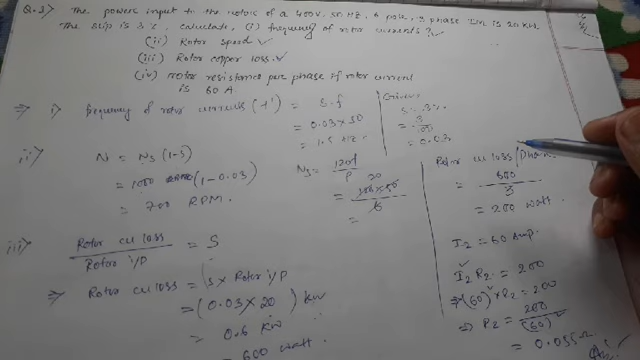 Q.3) The power input to the rotor of a 400V, 50 Hz, 6 pole, 3 phase I.M. is 20 kW.
The slip is 3%. calculate, (i) frequency of rotor currents?
(ii) Rotor speed
(iii) Rotor copper loss.
(iv) rotor resistance per phase if rotor current
is 60 A.
⇒ i) frequency of rotor currents (f') = s.f
= 0.03×50
= 1.5 Hz.
Given:
S = 3%
= 3/100
= 0.03
ii) N = Ns(1-S)
= 1000 (1-0.03)
= 700 RPM.
Ns = 120f/P
= 120×50/6
=
iii) Rotor cu loss/Rotor i/p = S
⇒ Rotor cu loss = S × Rotor i/p
= (0.03×20) kw
= 0.6 kw
= 600 watt.
Rotor cu loss/Phase
= 600/3
= 200 watt.
I2 = 60 Amp.
I2² R2 = 200
⇒ (60)² × R2 = 200
⇒ R2 = 200/(60)²
= 0.055 Ω.